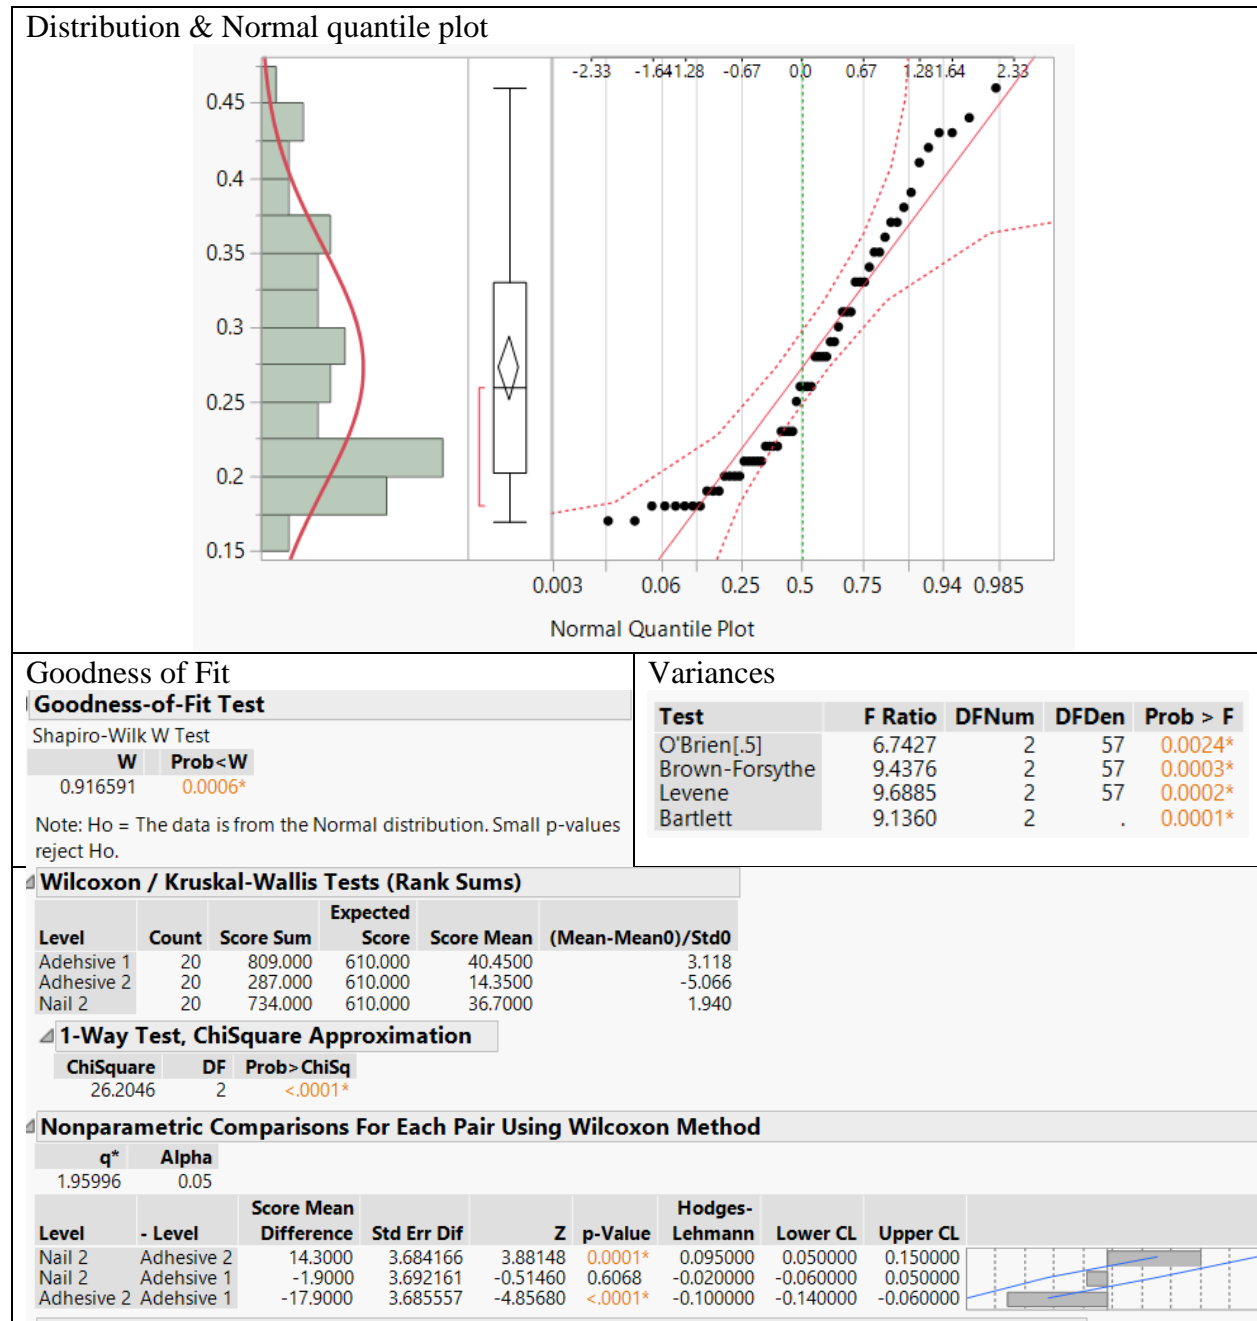 Distribution & Normal quantile plot
-2.33 -1.641.28 -0.67 0.0 0.67 1.281.64 2.33
0.45
0.4
0.35
0.3
0.25
0.2
0.15
0.003 0.06 0.25 0.5 0.75 0.94 0.985
Normal Quantile Plot
Goodness of Fit
Goodness-of-Fit Test
Shapiro-Wilk W Test
W Prob<W
0.916591 0.0006*
Note: Ho = The data is from the Normal distribution. Small p-values
reject Ho.
Variances
Test F Ratio DFNum DFDen Prob > F
O'Brien[.5] 6.7427 2 57 0.0024*
Brown-Forsythe 9.4376 2 57 0.0003*
Levene 9.6885 2 57 0.0002*
Bartlett 9.1360 2 . 0.0001*
Wilcoxon / Kruskal-Wallis Tests (Rank Sums)
Expected
Level Count Score Sum Score Score Mean (Mean-Mean0)/Std0
Adehsive 1 20 809.000 610.000 40.4500 3.118
Adhesive 2 20 287.000 610.000 14.3500 -5.066
Nail 2 20 734.000 610.000 36.7000 1.940
1-Way Test, ChiSquare Approximation
ChiSquare DF Prob>ChiSq
26.2046 2 <.0001*
Nonparametric Comparisons For Each Pair Using Wilcoxon Method
q* Alpha
1.95996 0.05
Score Mean Hodges-
Level - Level Difference Std Err Dif Z p-Value Lehmann Lower CL Upper CL
Nail 2 Adhesive 2 14.3000 3.684166 3.88148 0.0001* 0.095000 0.050000 0.150000
Nail 2 Adehsive 1 -1.9000 3.692161 -0.51460 0.6068 -0.020000 -0.060000 0.050000
Adhesive 2 Adehsive 1 -17.9000 3.685557 -4.85680 <.0001* -0.100000 -0.140000 -0.060000